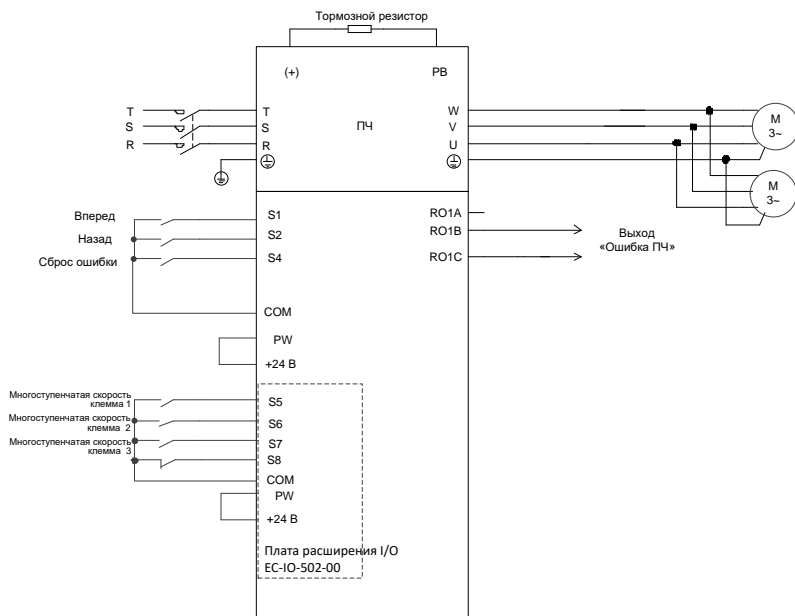 Тормозной резистор
(+)
PB
T
T
W
S
S
ПЧ
V
R
R
U
M
3~
M
3~
Вперед
S1
RO1A
Назад
S2
RO1B
Выход
«Ошибка ПЧ»
Сброс ошибки
S4
RO1C
COM
PW
+24 В
Многоступенчатая скорость
клемма 1
S5
Многоступенчатая скорость
клемма 2
S6
Многоступенчатая скорость
клемма 3
S7
S8
COM
PW
+24 В
Плата расширения I/O
EC-IO-502-00